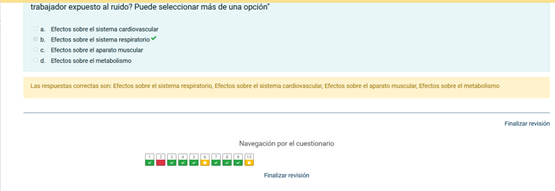 trabajador expuesto al ruido? Puede seleccionar más de una opción"
a. Efectos sobre el sistema cardiovascular
b. Efectos sobre el sistema respiratorio
c. Efectos sobre el aparato muscular
d. Efectos sobre el metabolismo
Las respuestas correctas son: Efectos sobre el sistema respiratorio, Efectos sobre el sistema cardiovascular, Efectos sobre el aparato muscular, Efectos sobre el metabolismo
Finalizar revisión
Navegación por el cuestionario
1 2 3 4 5 6 7 8 9 10
Finalizar revisión